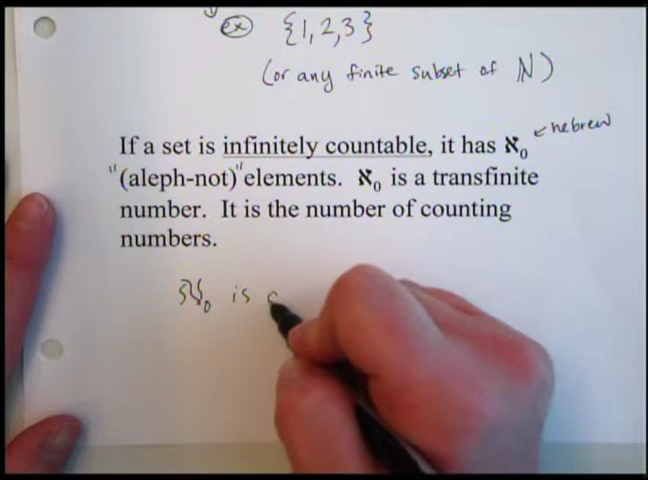 ex {1,2,3}
(or any finite subset of ℕ)
If a set is infinitely countable, it has ℵ₀ ← hebrew
"(aleph-not)" elements. ℵ₀ is a transfinite
number. It is the number of counting
numbers.
ℵ₀ is